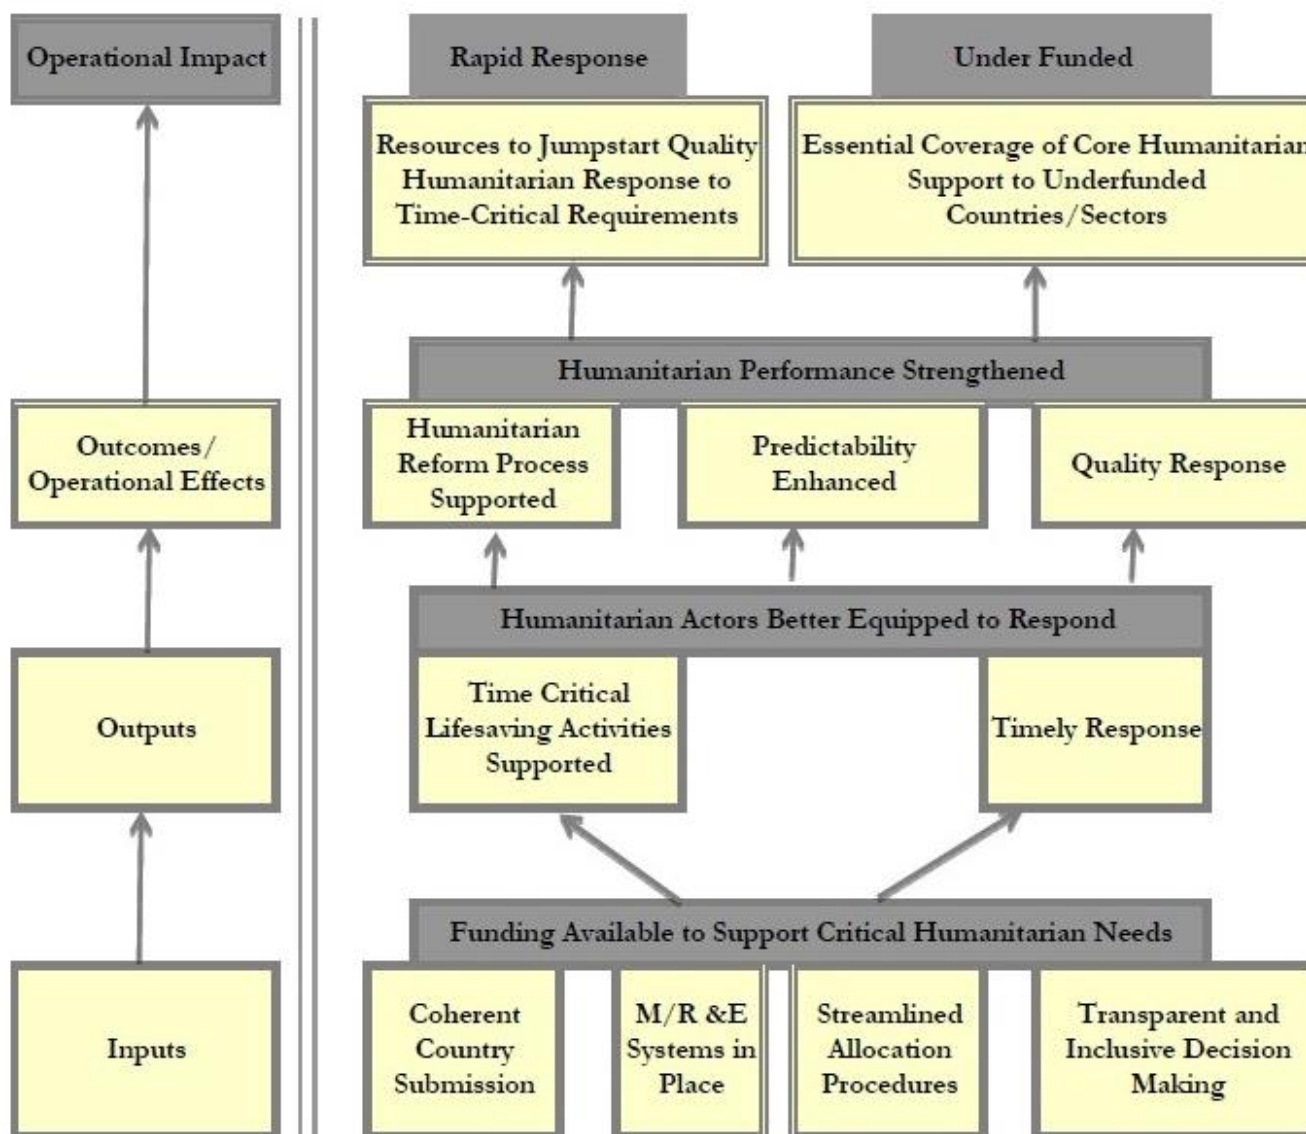 Operational Impact
Rapid Response
Under Funded
Resources to Jumpstart Quality
Humanitarian Response to
Time-Critical Requirements
Essential Coverage of Core Humanitarian
Support to Underfunded
Countries/Sectors
Humanitarian Performance Strengthened
Outcomes/
Operational Effects
Humanitarian
Reform Process
Supported
Predictability
Enhanced
Quality Response
Humanitarian Actors Better Equipped to Respond
Outputs
Time Critical
Lifesaving Activities
Supported
Timely Response
Funding Available to Support Critical Humanitarian Needs
Inputs
Coherent
Country
Submission
M/R &E
Systems in
Place
Streamlined
Allocation
Procedures
Transparent and
Inclusive Decision
Making